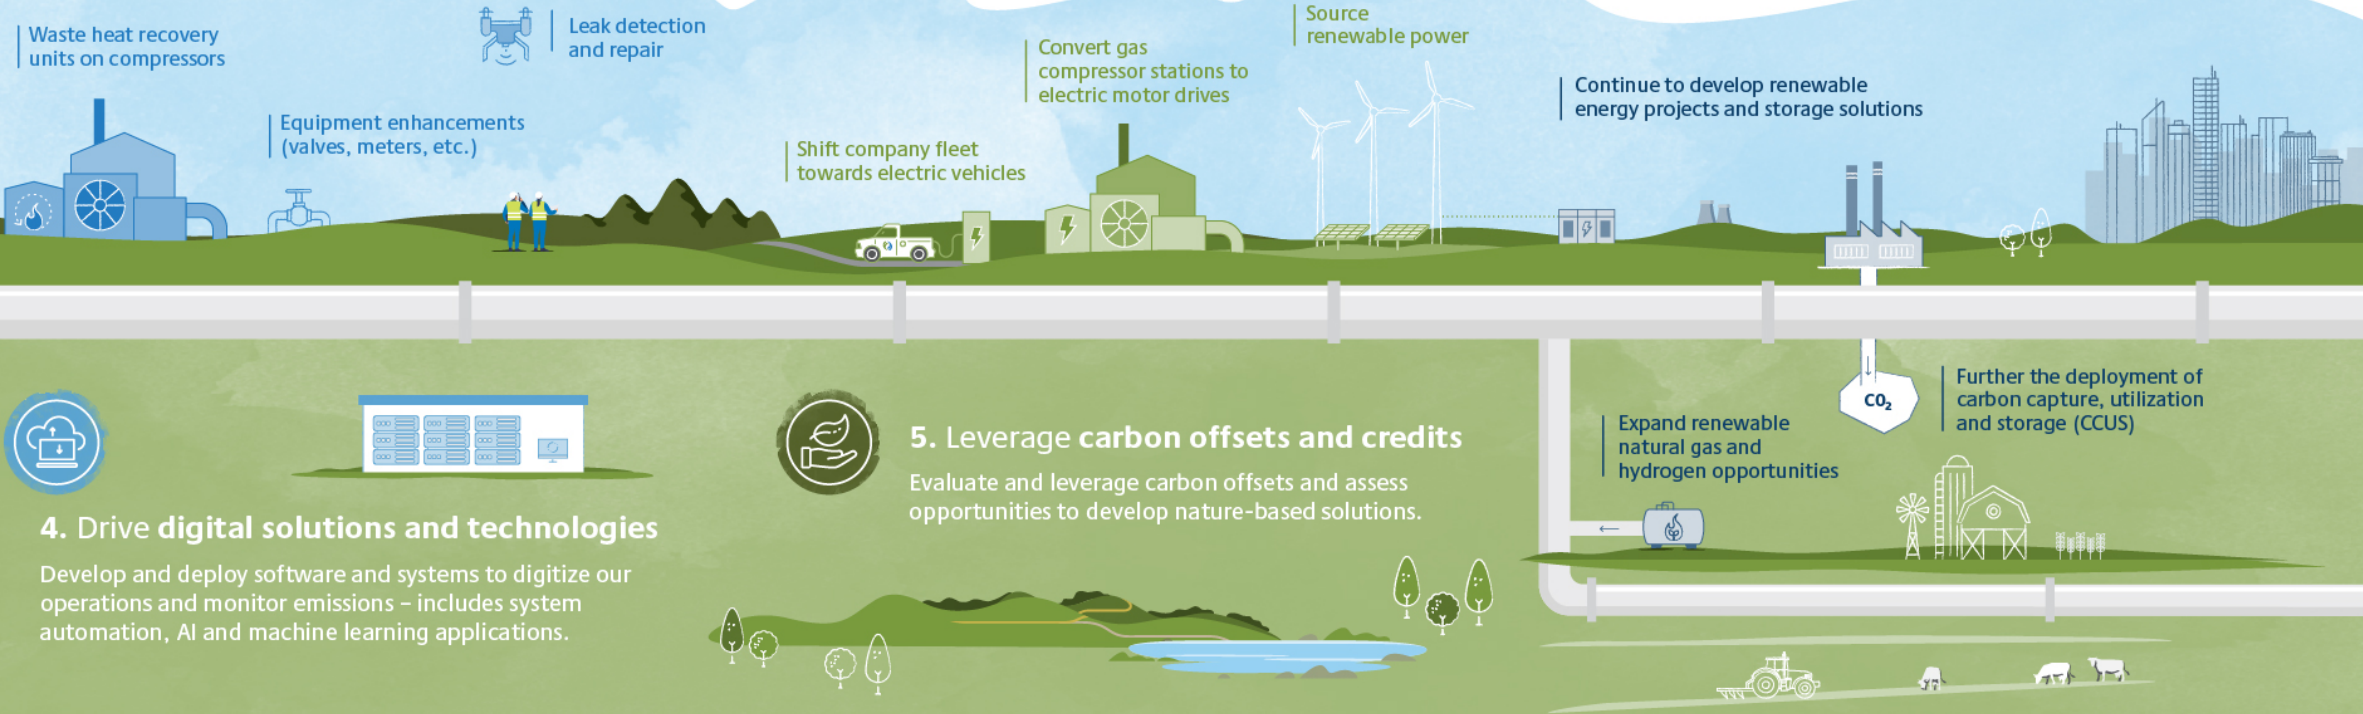 Waste heat recovery
units on compressors
Equipment enhancements
(valves, meters, etc.)
Leak detection
and repair
Shift company fleet
towards electric vehicles
Convert gas
compressor stations to
electric motor drives
Source
renewable power
Continue to develop renewable
energy projects and storage solutions
4. Drive digital solutions and technologies
Develop and deploy software and systems to digitize our
operations and monitor emissions – includes system
automation, AI and machine learning applications.
5. Leverage carbon offsets and credits
Evaluate and leverage carbon offsets and assess
opportunities to develop nature-based solutions.
Expand renewable
natural gas and
hydrogen opportunities
CO₂
Further the deployment of
carbon capture, utilization
and storage (CCUS)